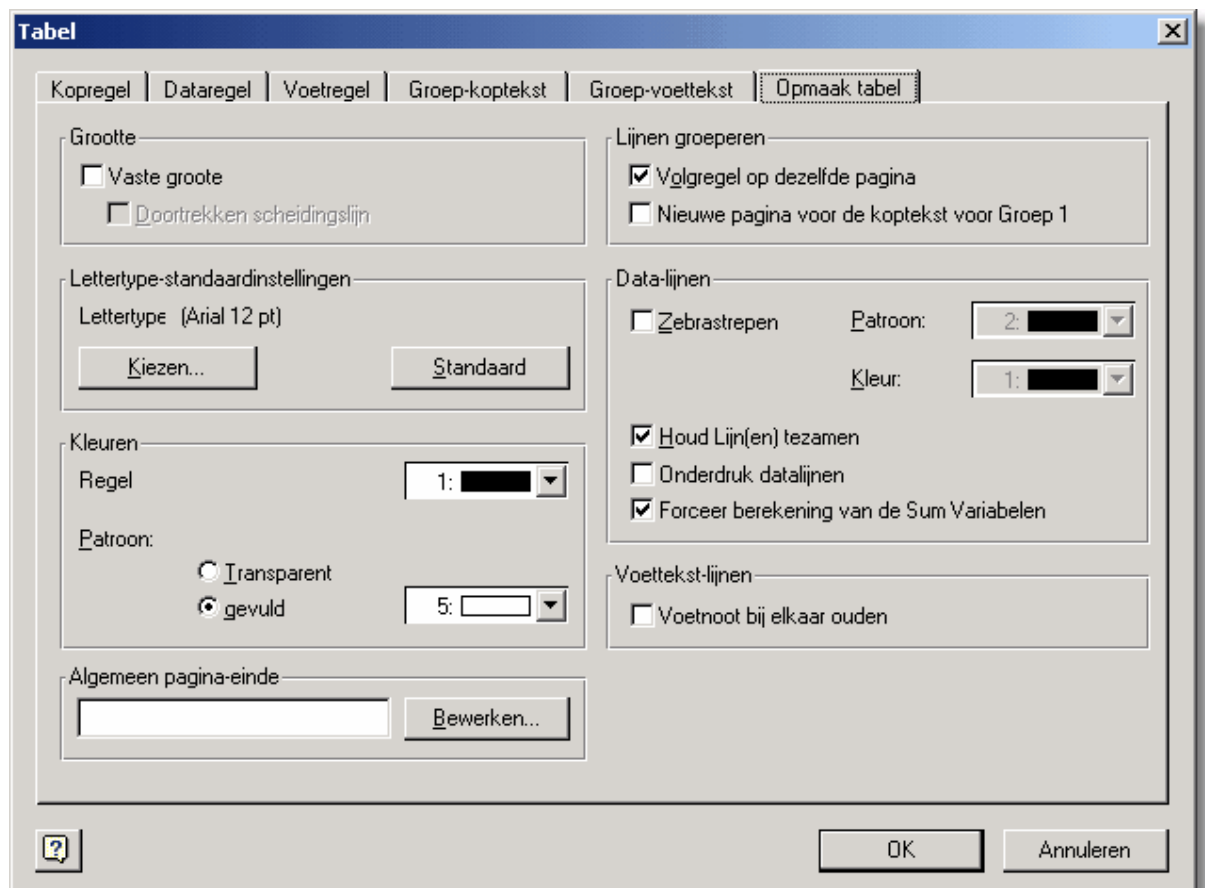 Tabel
Kopregel
Dataregel
Voetregel
Groep-koptekst
Groep-voettekst
Opmaak tabel
Grootte
Vaste groote
Doortrekken scheidingslijn
Lettertype-standaardinstellingen
Lettertype (Arial 12 pt)
Kiezen...
Standaard
Kleuren
Regel
1:
Patroon:
Transparent
gevuld
5:
Algemeen pagina-einde
Bewerken...
Lijnen groeperen
Volgregel op dezelfde pagina
Nieuwe pagina voor de koptekst voor Groep 1
Data-lijnen
Zebrastrepen
Patroon:
2:
Kleur:
1:
Houd Lijn(en) tezamen
Onderdruk datalijnen
Forceer berekening van de Sum Variabelen
Voettekst-lijnen
Voetnoot bij elkaar ouden
?
OK
Annuleren